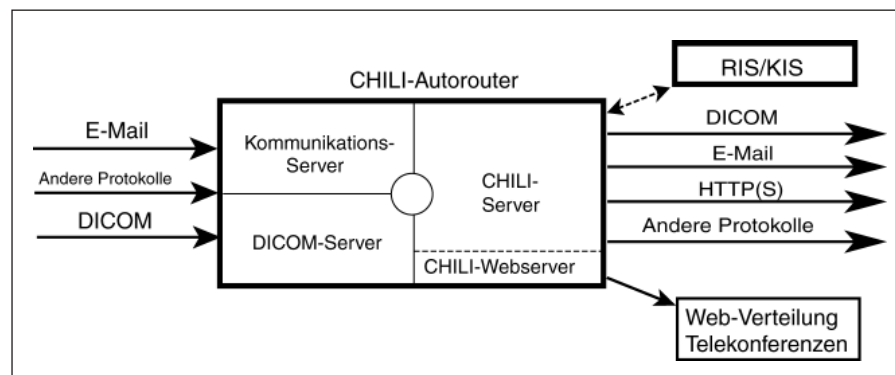 RIS/KIS
CHILI-Autorouter
E-Mail
Andere Protokolle
DICOM
Kommunikations-
Server
DICOM-Server
CHILI-
Server
CHILI-Webserver
DICOM
E-Mail
HTTP(S)
Andere Protokolle
Web-Verteilung
Telekonferenzen